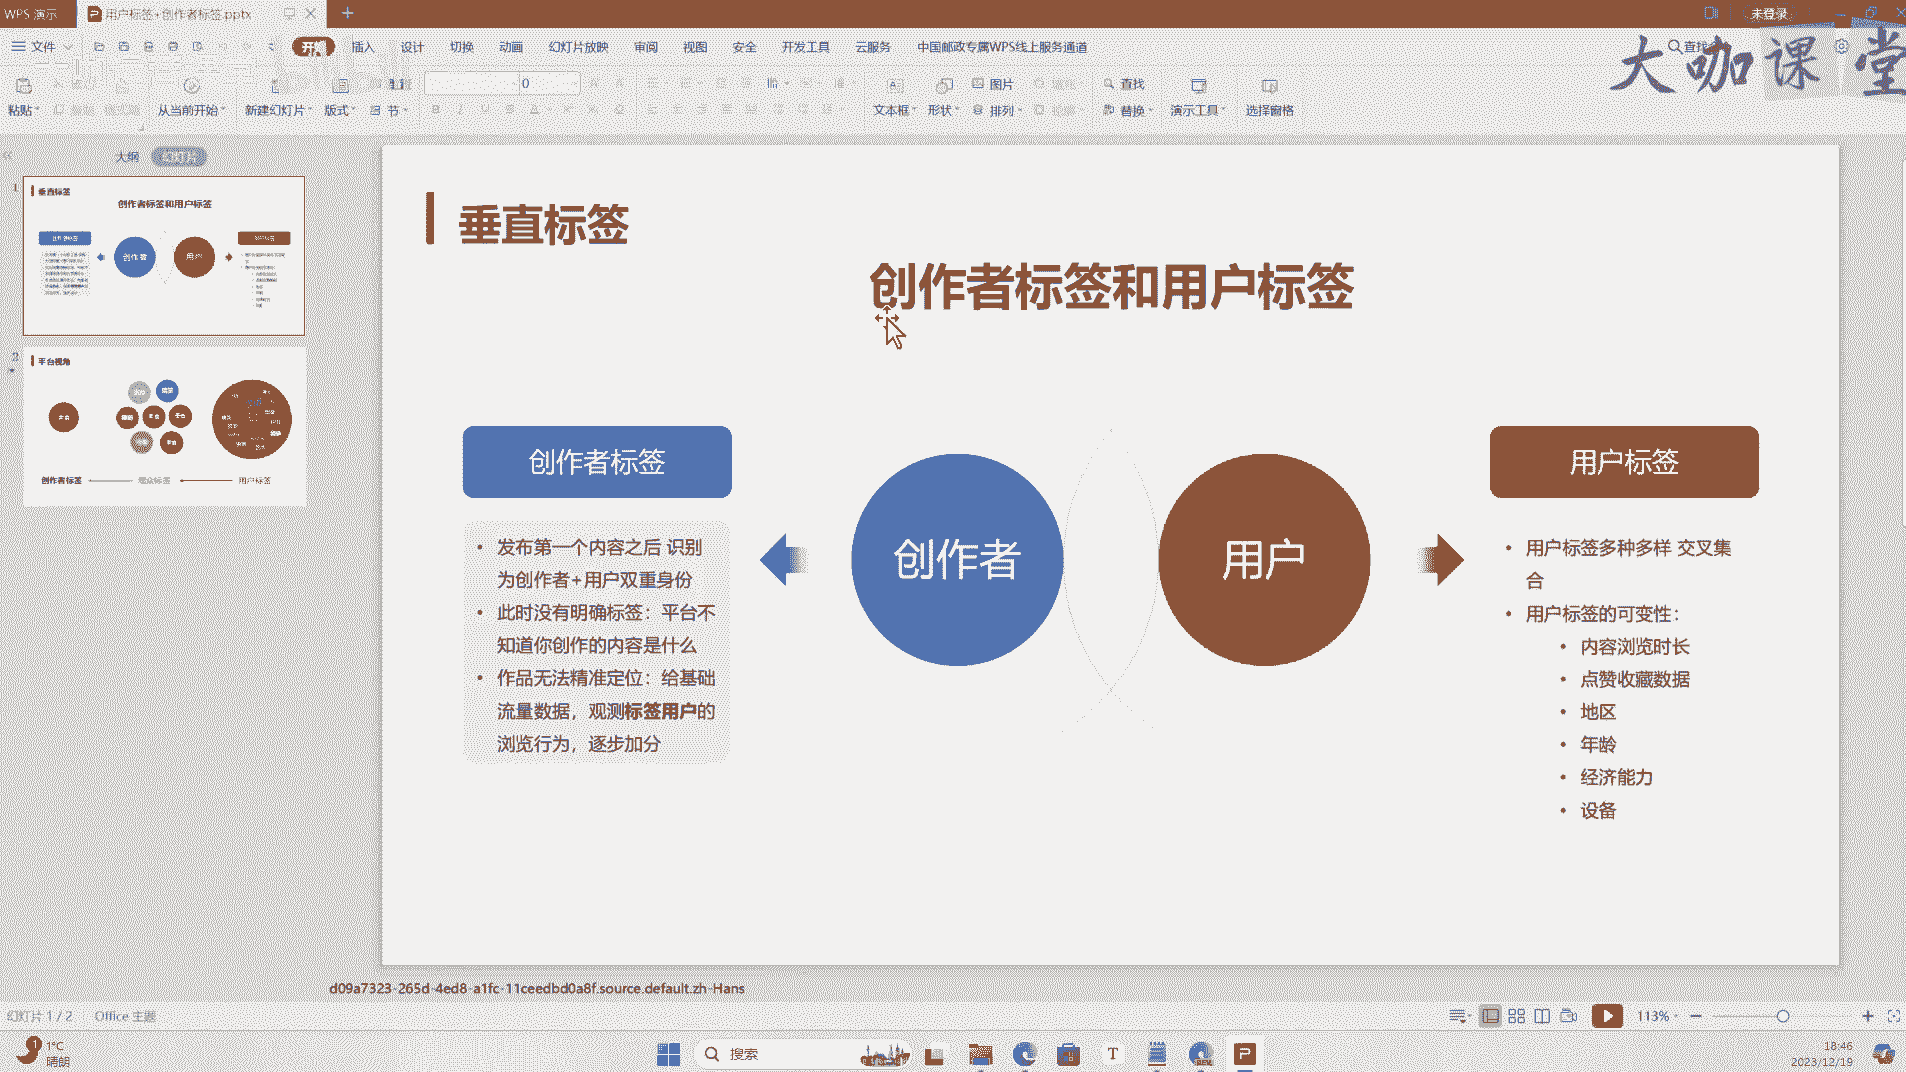 WPS 演示
用户标签+创作者标签.pptx
未登录
文件
开始
插入
设计
切换
动画
幻灯片放映
审阅
视图
安全
开发工具
云服务
中国邮政专属WPS线上服务通道
查找
大咖课堂
粘贴
从当前开始
新建幻灯片
版式
节
0
文本框
形状
图片
排列
查找
替换
演示工具
选择窗格
大纲
幻灯片
1
垂直标签
创作者标签和用户标签
创作者
用户
2
平台视角
创作者标签
用户标签
垂直标签
创作者标签和用户标签
创作者标签
• 发布第一个内容之后 识别
为创作者+用户双重身份
• 此时没有明确标签：平台不
知道你创作的内容是什么
• 作品无法精准定位：给基础
流量数据，观测标签用户的
浏览行为，逐步加分
创作者
用户
用户标签
• 用户标签多种多样 交叉集
合
• 用户标签的可变性：
• 内容浏览时长
• 点赞收藏数据
• 地区
• 年龄
• 经济能力
• 设备
d09a7323-265d-4ed8-a1fc-11ceedbd0a8f.source.default.zh-Hans
幻灯片 1 / 2
Office 主题
113%
1°C
晴朗
搜索
18:46
2023/12/19